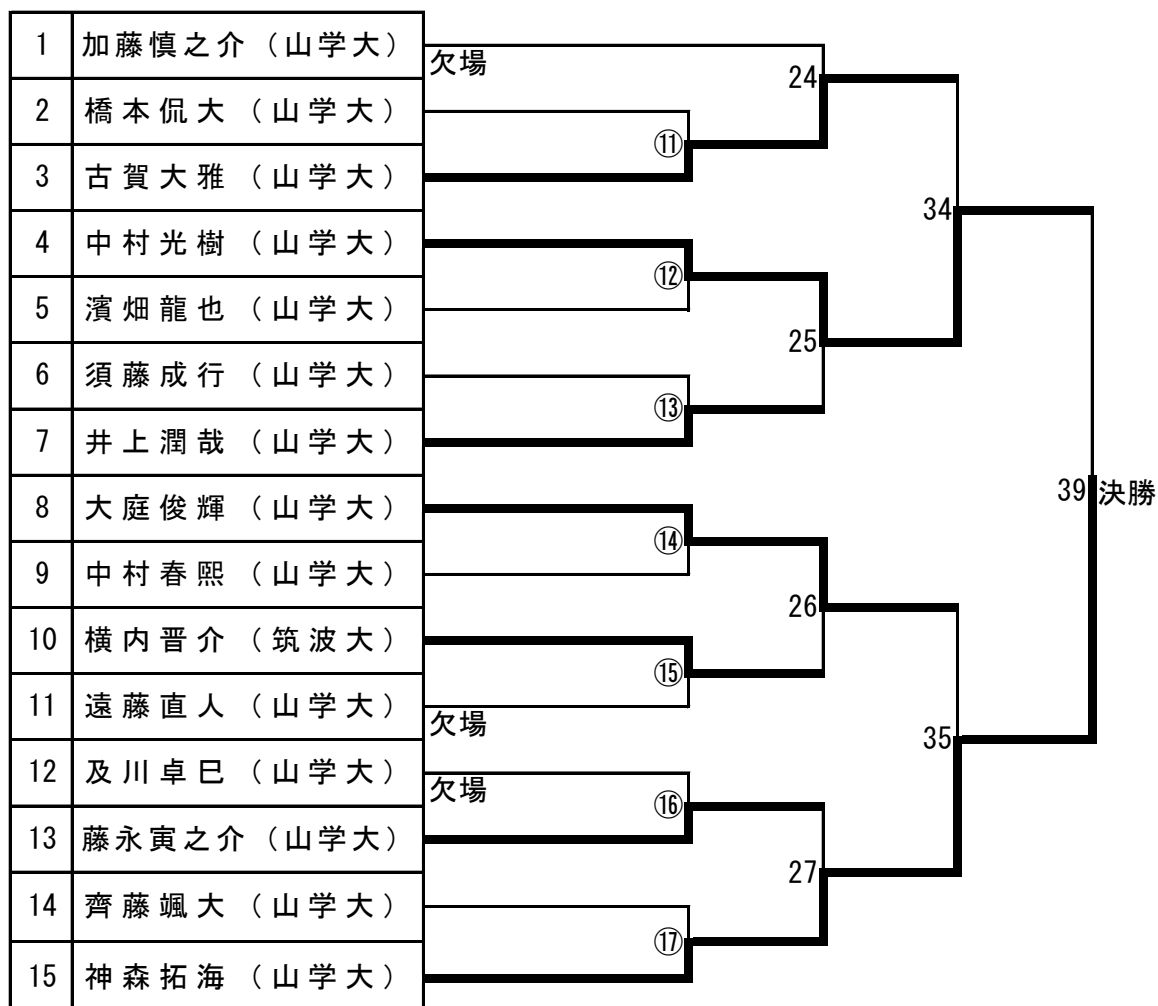 1 加藤慎之介（山学大）
欠場
24
2 橋本侃大（山学大）
⑪
3 古賀大雅（山学大）
34
4 中村光樹（山学大）
⑫
5 濱畑龍也（山学大）
25
6 須藤成行（山学大）
⑬
7 井上潤哉（山学大）
8 大庭俊輝（山学大）
39 決勝
⑭
9 中村春熙（山学大）
26
10 横内晋介（筑波大）
⑮
11 遠藤直人（山学大）
欠場
35
12 及川卓巳（山学大）
欠場
⑯
13 藤永寅之介（山学大）
27
14 齊藤颯大（山学大）
⑰
15 神森拓海（山学大）